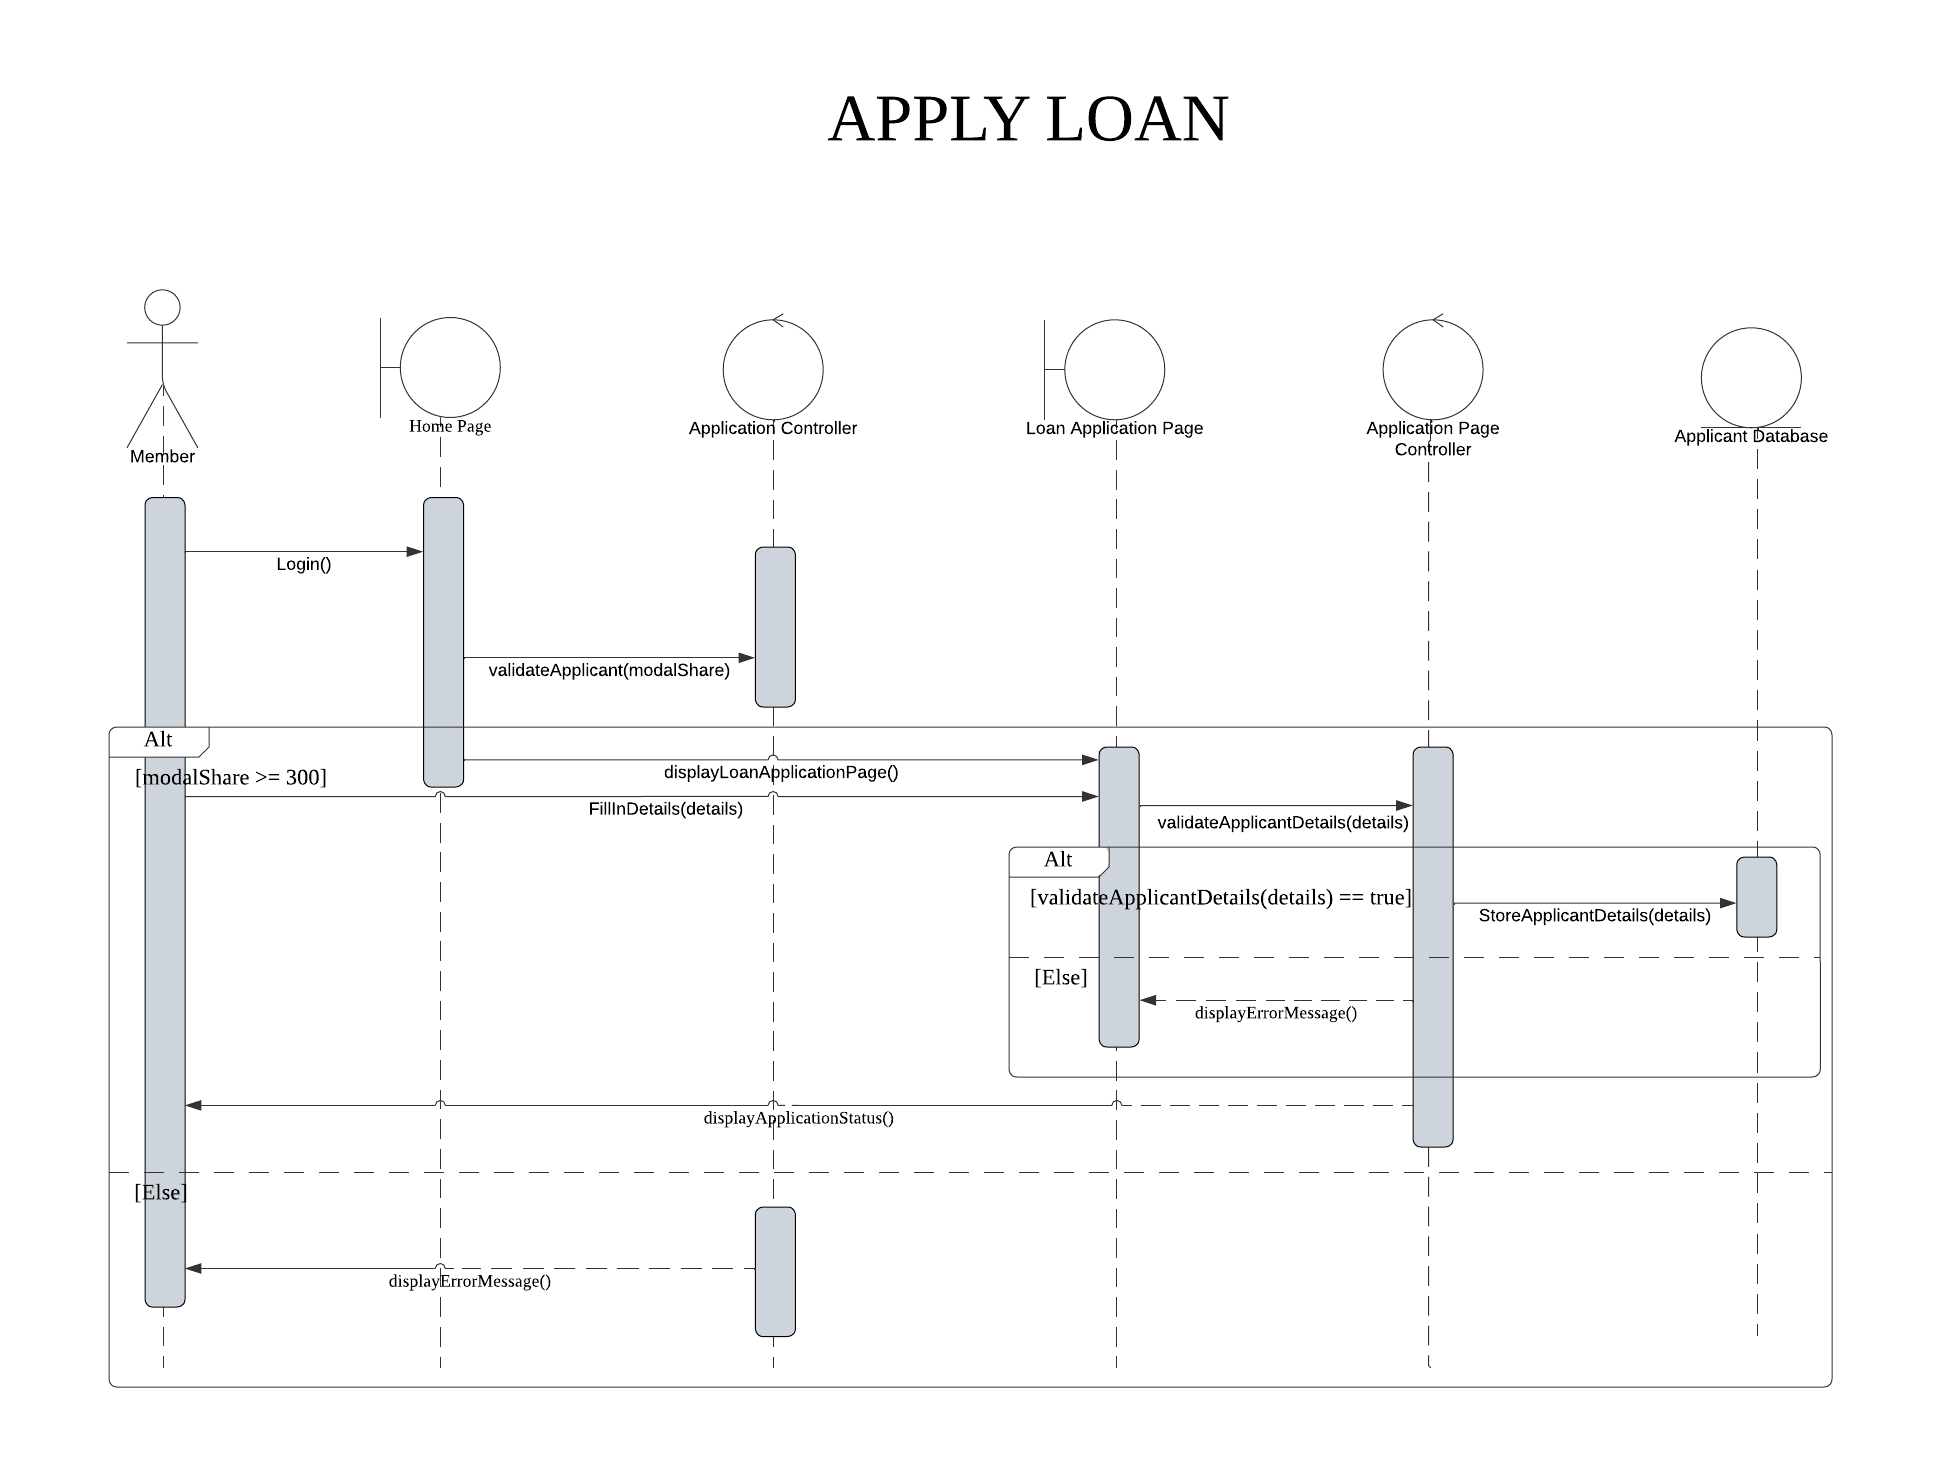 APPLY LOAN
Member
Home Page
Application Controller
Loan Application Page
Application Page
Controller
Applicant Database
Login()
validateApplicant(modalShare)
Alt
[modalShare >= 300]
displayLoanApplicationPage()
FillInDetails(details)
validateApplicantDetails(details)
Alt
[validateApplicantDetails(details) == true]
StoreApplicantDetails(details)
[Else]
displayErrorMessage()
displayApplicationStatus()
[Else]
displayErrorMessage()